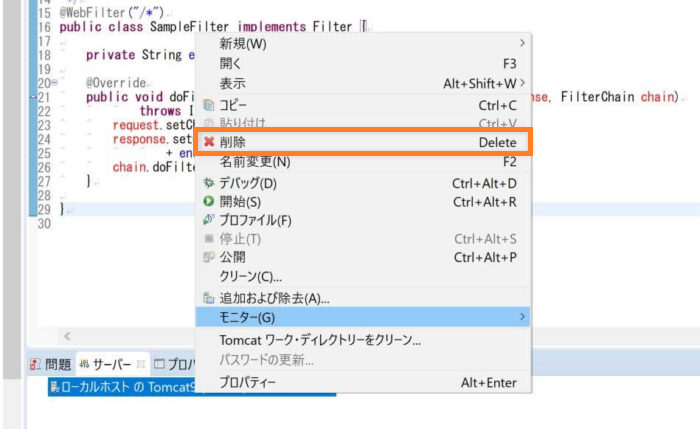 15 @WebFilter("/*")
16 public class SampleFilter implements Filter {
17
18 private String e
19
20 @Override
21 public void doFi nse, FilterChain chain)
22 throws I
23 request.setCh
24 response.set
25 + en
26 chain.doFilte
27 }
28
29 }
30
新規(W)
開く F3
表示 Alt+Shift+W
コピー Ctrl+C
貼り付け Ctrl+V
削除 Delete
名前変更(N) F2
デバッグ(D) Ctrl+Alt+D
開始(S) Ctrl+Alt+R
プロファイル(F)
停止(T) Ctrl+Alt+S
公開 Ctrl+Alt+P
クリーン(C)...
追加および除去(A)...
モニター(G)
Tomcat ワーク・ディレクトリーをクリーン...
パスワードの更新...
プロパティー Alt+Enter
問題 サーバー プロパ
ローカルホスト の Tomcat9